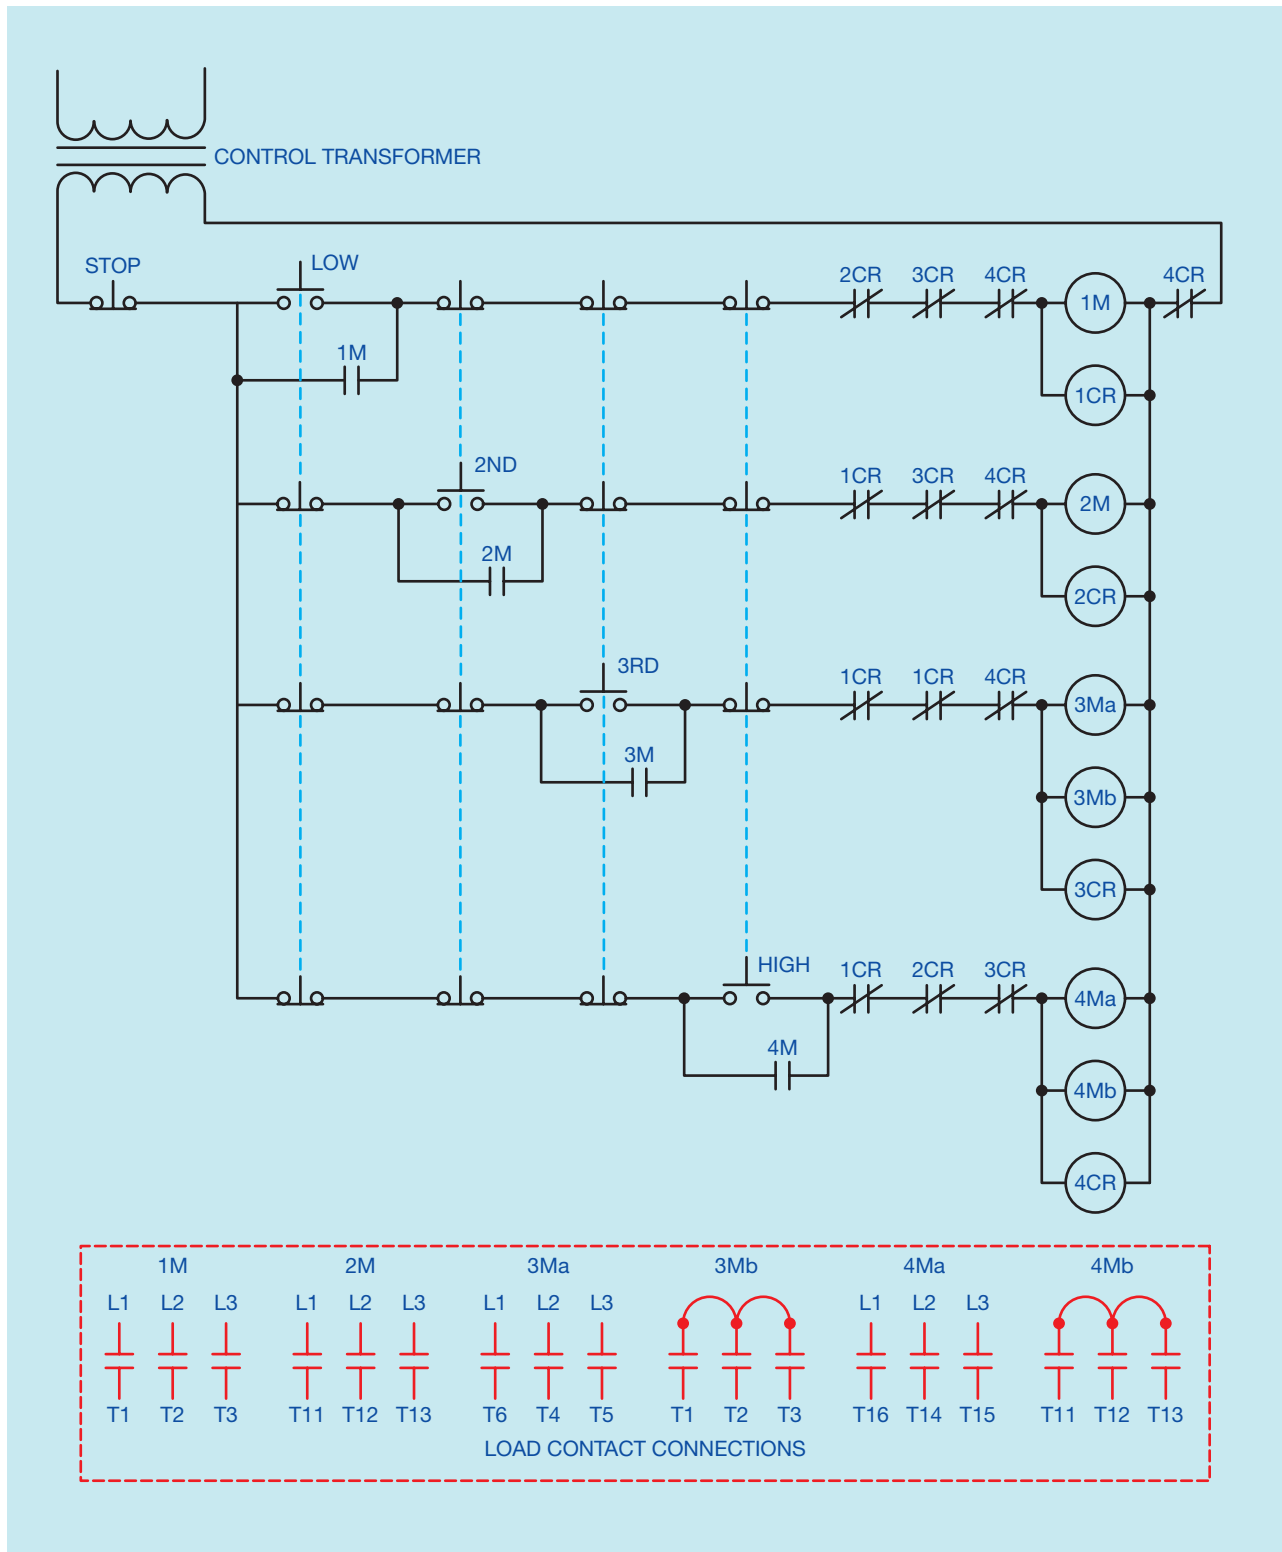 CONTROL TRANSFORMER
STOP
LOW
2CR 3CR 4CR 1M 4CR
1M
1CR
2ND
1CR 3CR 4CR 2M
2M
2CR
3RD
1CR 1CR 4CR 3Ma
3M
3Mb
3CR
HIGH
1CR 2CR 3CR 4Ma
4M
4Mb
4CR
1M 2M 3Ma 3Mb 4Ma 4Mb
L1 L2 L3 L1 L2 L3 L1 L2 L3 L1 L2 L3
T1 T2 T3 T11 T12 T13 T6 T4 T5 T1 T2 T3 T16 T14 T15 T11 T12 T13
LOAD CONTACT CONNECTIONS